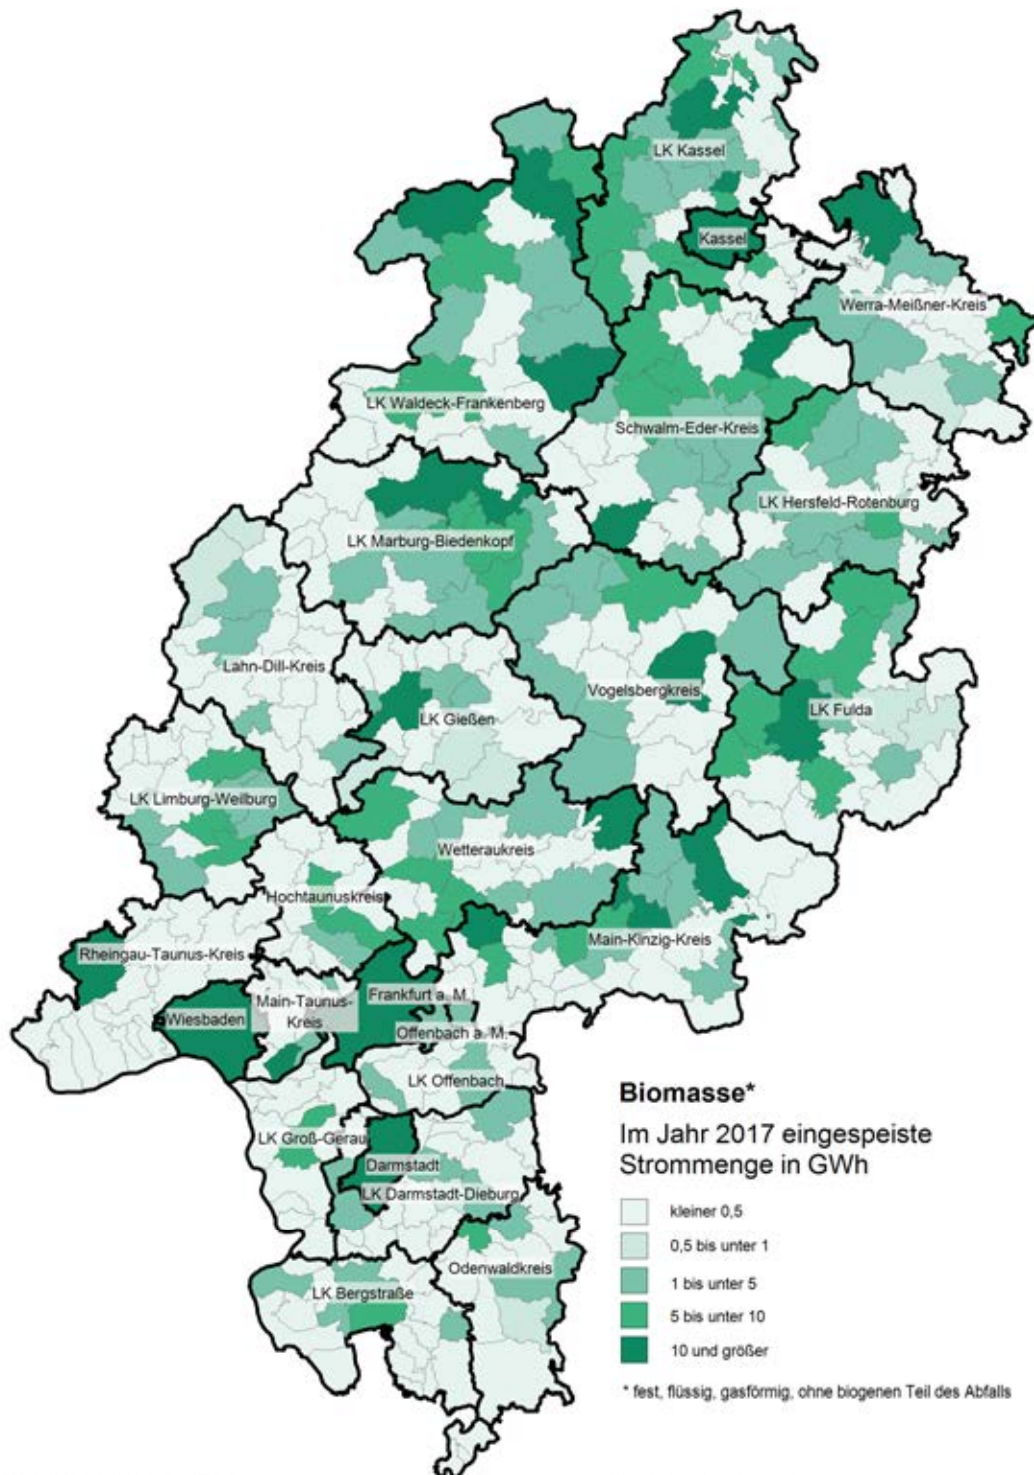 LK Kassel
Kassel
Werra-Meißner-Kreis
LK Waldeck-Frankenberg
Schwalm-Eder-Kreis
LK Hersfeld-Rotenburg
LK Marburg-Biedenkopf
Lahn-Dill-Kreis
Vogelsbergkreis
LK Gießen
LK Fulda
LK Limburg-Weilburg
Wetteraukreis
Hochtaunuskreis
Main-Kinzig-Kreis
Rheingau-Taunus-Kreis
Main-Taunus-
Kreis
Frankfurt a. M.
Wiesbaden
Offenbach a. M.
LK Offenbach
LK Groß-Gerau
Darmstadt
LK Darmstadt-Dieburg
Odenwaldkreis
LK Bergstraße
Biomasse*
Im Jahr 2017 eingespeiste
Strommenge in GWh
kleiner 0,5
0,5 bis unter 1
1 bis unter 5
5 bis unter 10
10 und größer
* fest, flüssig, gasförmig, ohne biogenen Teil des Abfalls